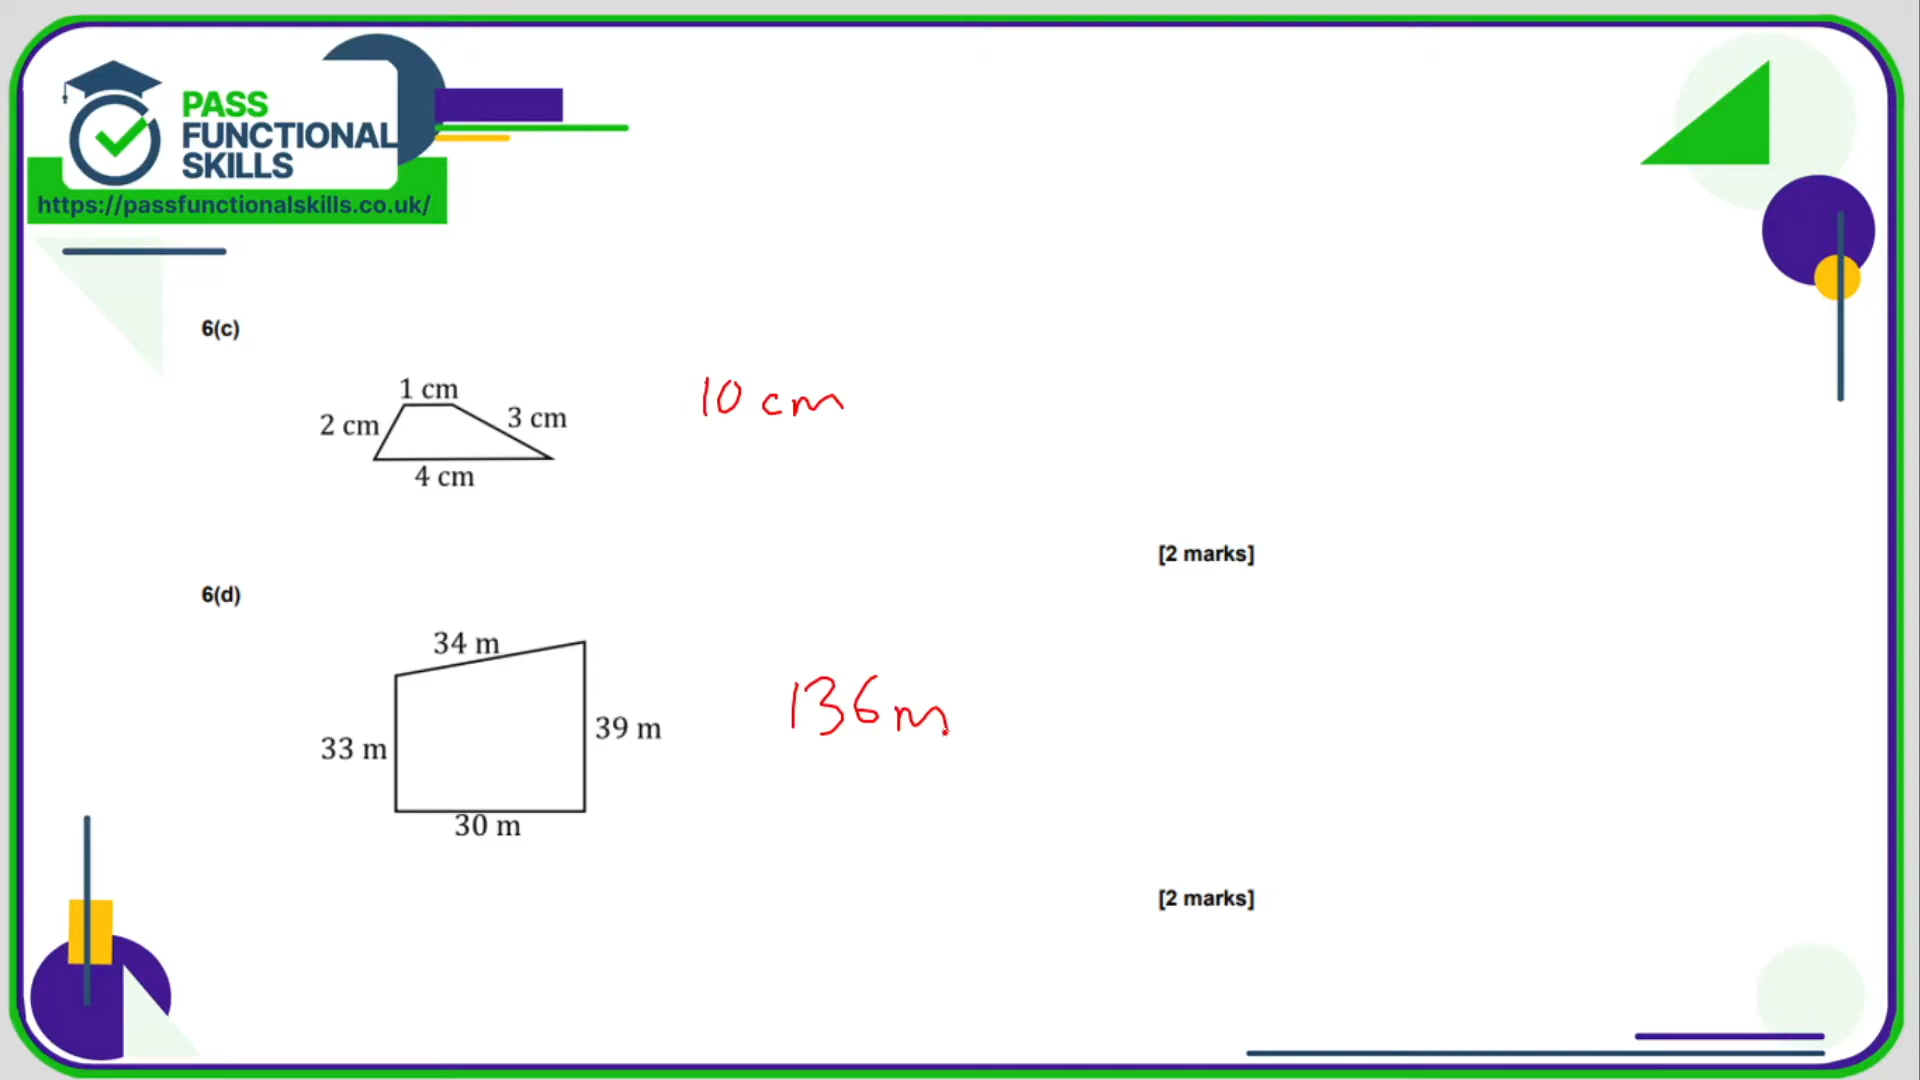 PASS
FUNCTIONAL
SKILLS
https://passfunctionalskills.co.uk/
6(c)
1 cm
2 cm
3 cm
4 cm
10 cm
[2 marks]
6(d)
34 m
33 m
39 m
30 m
136m
[2 marks]